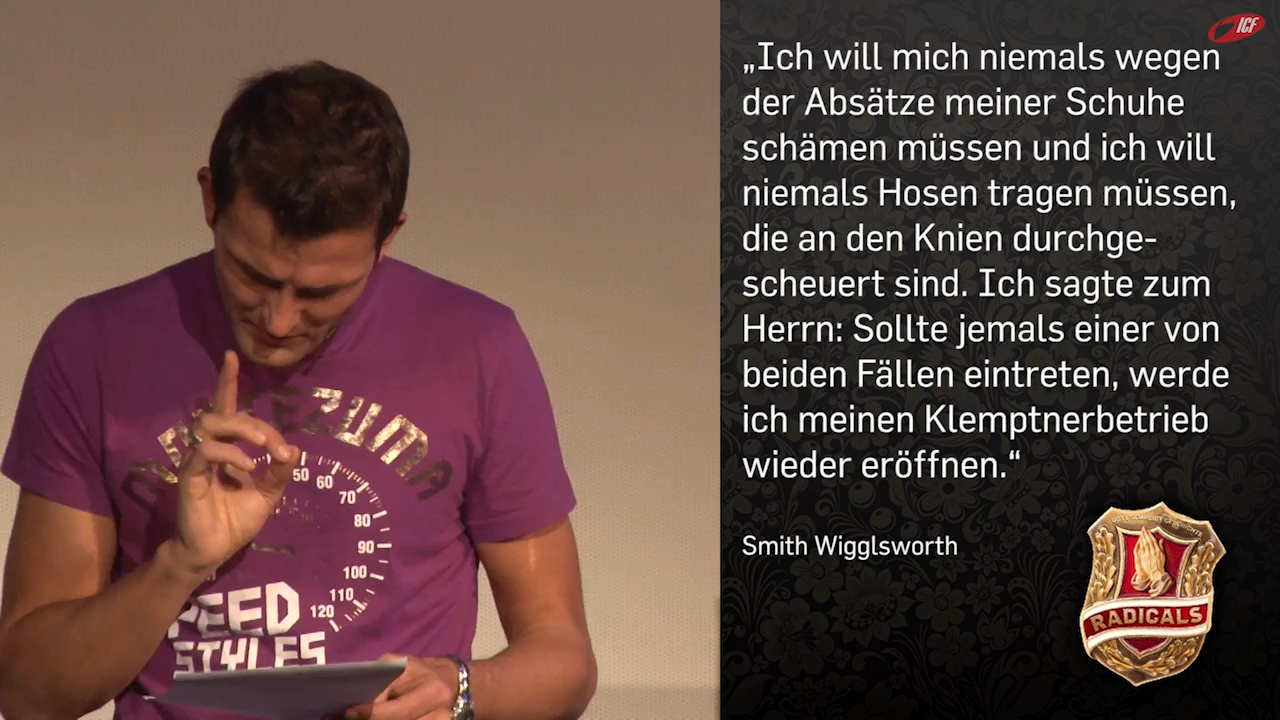 ICF
„Ich will mich niemals wegen
der Absätze meiner Schuhe
schämen müssen und ich will
niemals Hosen tragen müssen,
die an den Knien durchge-
scheuert sind. Ich sagte zum
Herrn: Sollte jemals einer von
beiden Fällen eintreten, werde
ich meinen Klemptnerbetrieb
wieder eröffnen.“
Smith Wigglsworth
RADICALS
50
60
70
80
90
100
110
120
PEED
STYLES